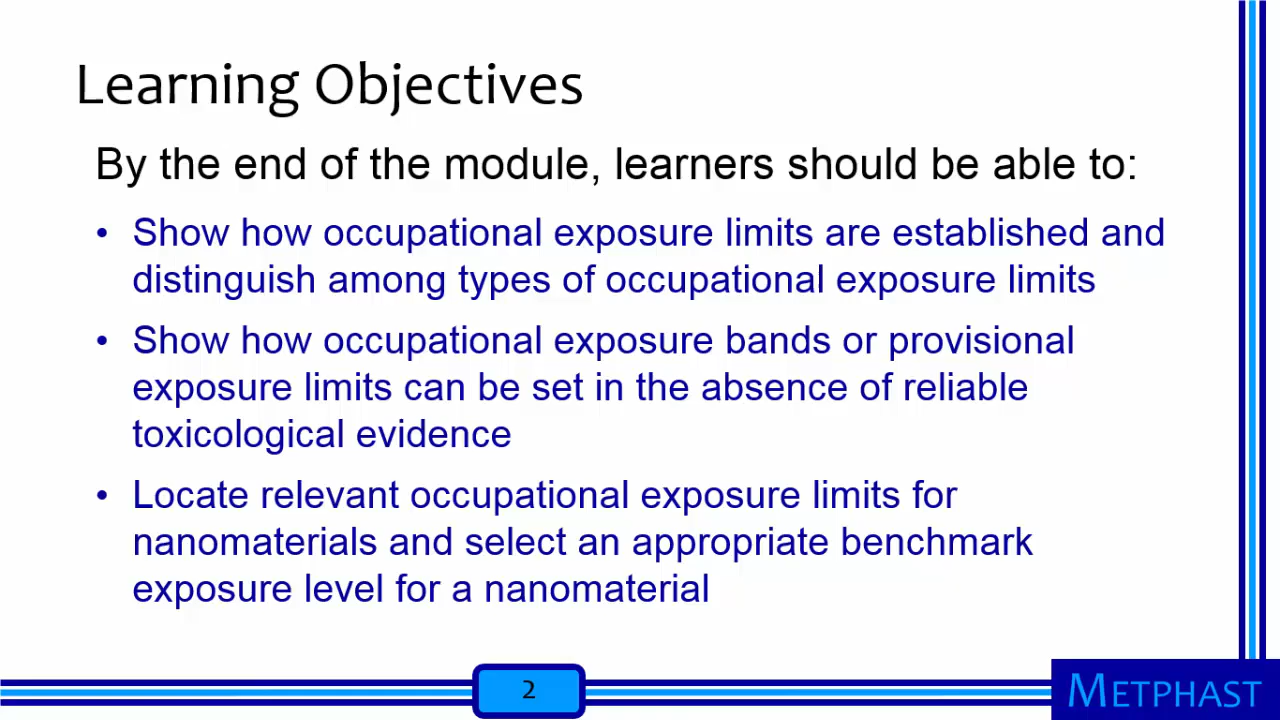 Learning Objectives
By the end of the module, learners should be able to:
• Show how occupational exposure limits are established and
distinguish among types of occupational exposure limits
• Show how occupational exposure bands or provisional
exposure limits can be set in the absence of reliable
toxicological evidence
• Locate relevant occupational exposure limits for
nanomaterials and select an appropriate benchmark
exposure level for a nanomaterial
2
METPHAST